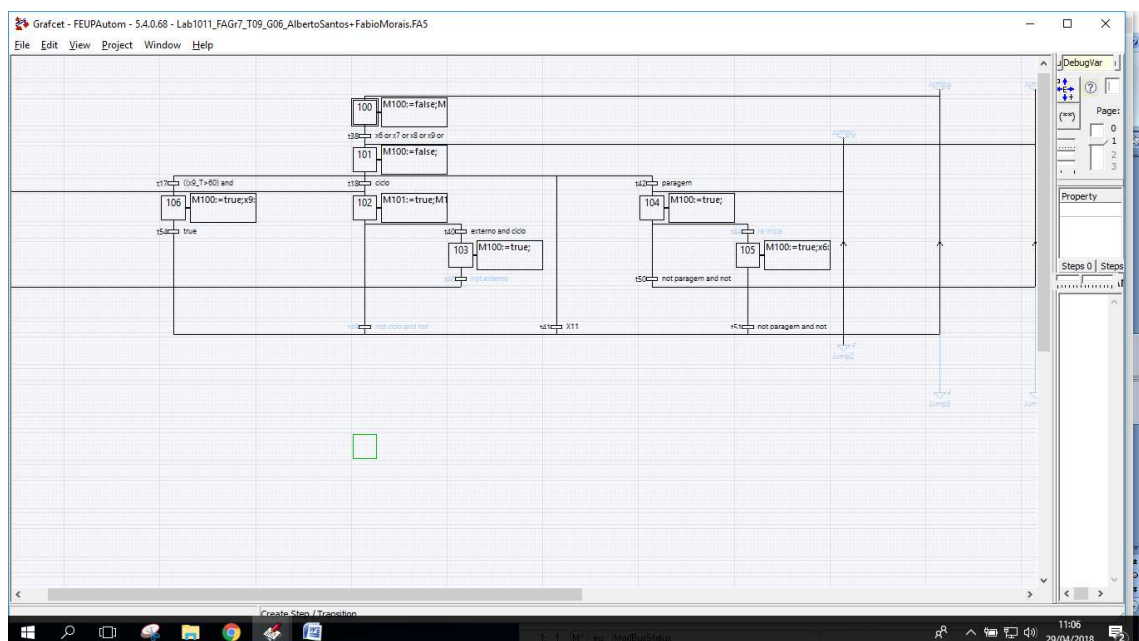 Grafcet - FEUPAutom - 5.4.0.68 - Lab1011_FAGr7_T09_G06_AlbertoSantos+FabioMorais.FA5
File Edit View Project Window Help
DebugVar
100 M100:=false;M
t38 x6 or x7 or x8 or x9 or
101 M100:=false;
t17 ((x9_T>60) and
t18 ciclo
t42 paragem
106 M100:=true;x9:
102 M101:=true;M1
104 M100:=true;
t54 true
t40 externo and ciclo
re inicia
103 M100:=true;
105 M100:=true;x6:
not externo
t50 not paragem and not
not ciclo and not
t41 X11
t51 not paragem and not
Jump2
Jump3
(**)
Page:
0
1
2
3
Property
Steps 0 Steps
Create Step / Transition
11:06
29/04/2018